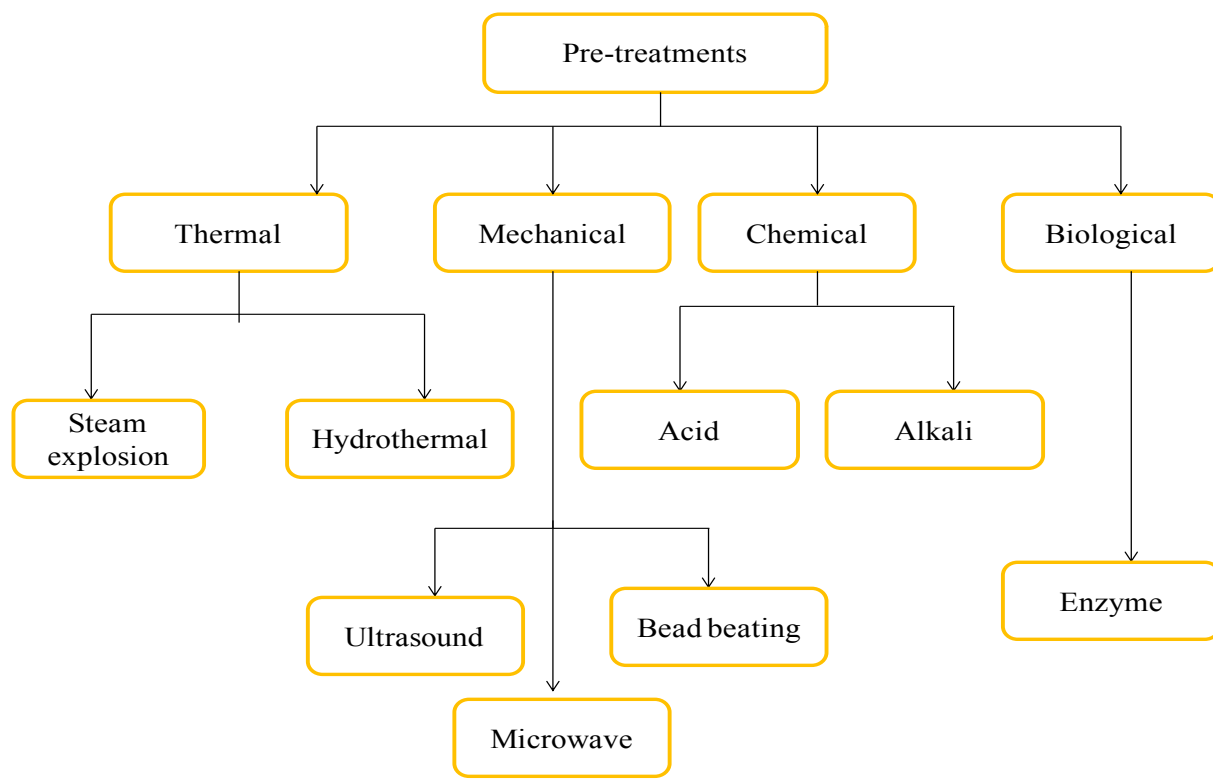 Pre-treatments
Thermal
Mechanical
Chemical
Biological
Steam
explosion
Hydrothermal
Acid
Alkali
Ultrasound
Bead beating
Enzyme
Microwave